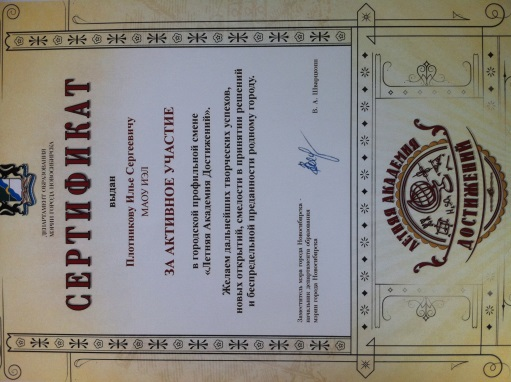 ДЕПАРТАМЕНТ ОБРАЗОВАНИЯ
МЭРИИ ГОРОДА НОВОСИБИРСКА
СЕРТИФИКАТ
выдан
Плотникову Илье Сергеевичу
МАОУ ИЭЛ
ЗА АКТИВНОЕ УЧАСТИЕ
в городской профильной смене
«Летняя Академия Достижений».
Желаем дальнейших творческих успехов,
новых открытий, смелости в принятии решений
и беспредельной преданности родному городу.
Заместитель мэра города Новосибирска -
начальник департамента образования
мэрии города Новосибирска
В. А. Шварцкопп
ЛЕТНЯЯ АКАДЕМИЯ
ДОСТИЖЕНИЙ